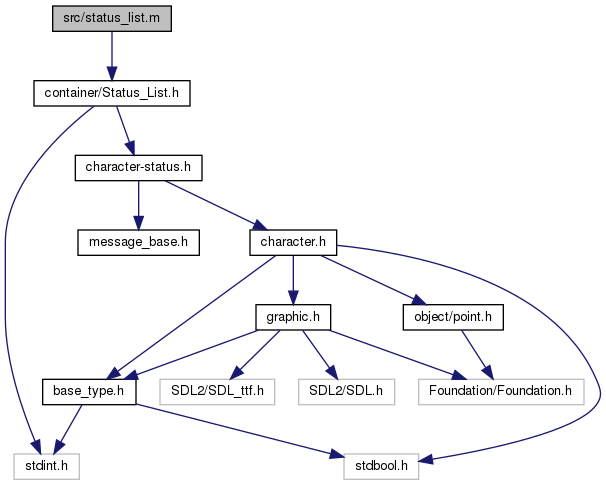 src/status_list.m
container/Status_List.h
character-status.h
message_base.h
character.h
graphic.h
object/point.h
base_type.h
SDL2/SDL_ttf.h
SDL2/SDL.h
Foundation/Foundation.h
stdint.h
stdbool.h